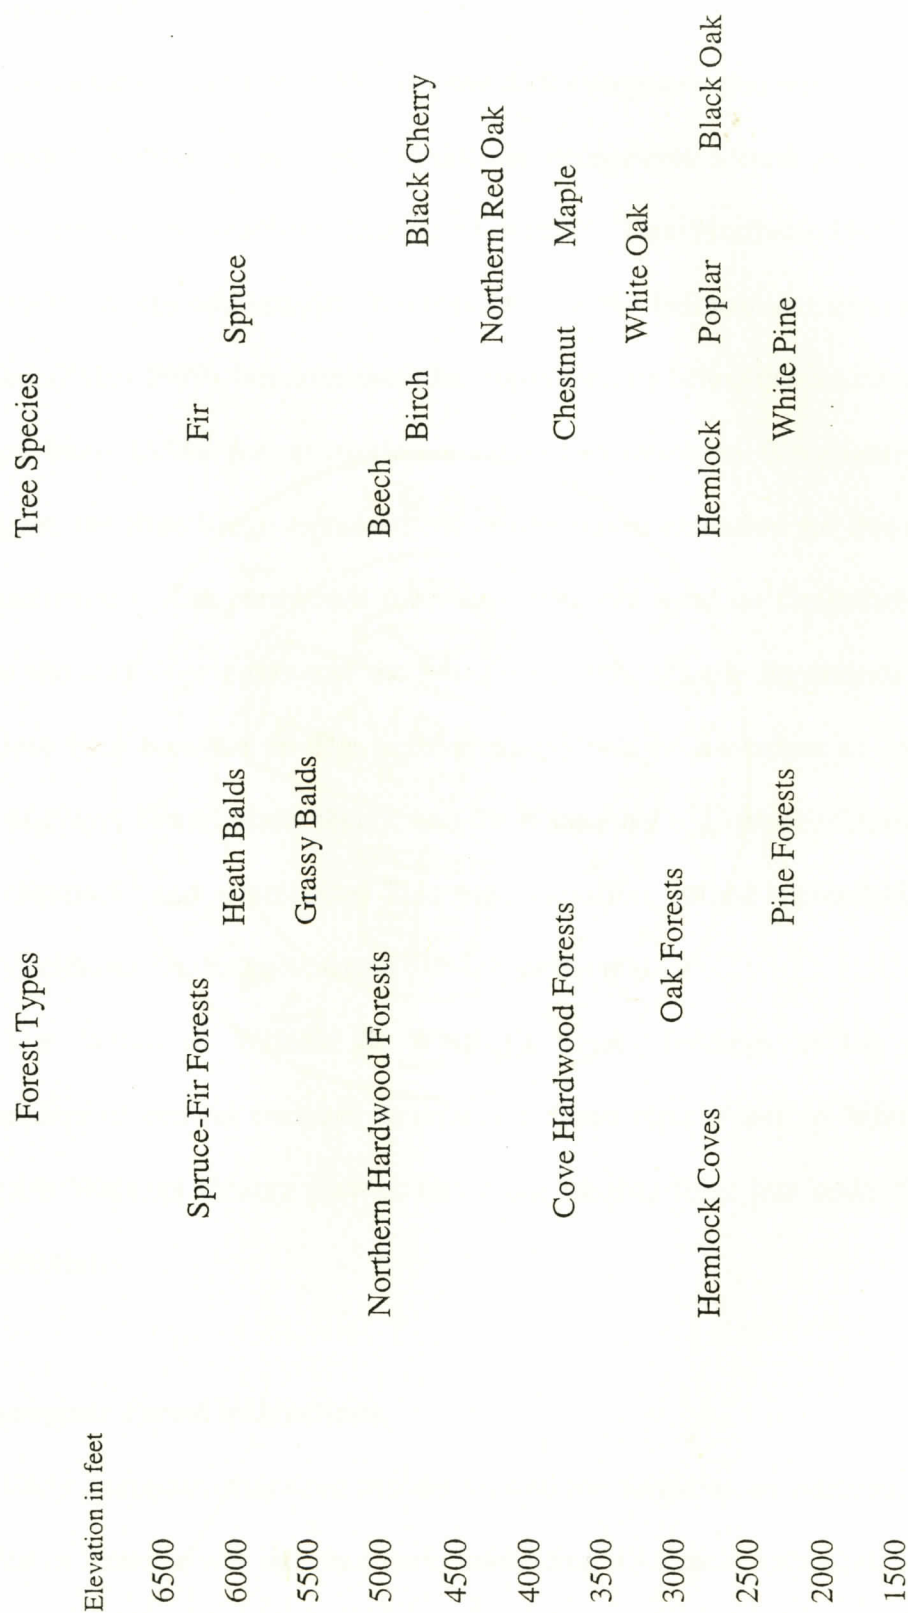 Forest Types Tree Species
Elevation in feet
6500
Spruce-Fir Forests Fir
6000 Heath Balds Spruce
5500 Grassy Balds
5000 Northern Hardwood Forests Beech
Birch Black Cherry
4500
Northern Red Oak
4000
Cove Hardwood Forests Chestnut Maple
3500
White Oak
3000 Oak Forests
Hemlock Coves Hemlock Poplar Black Oak
2500
Pine Forests White Pine
2000
1500